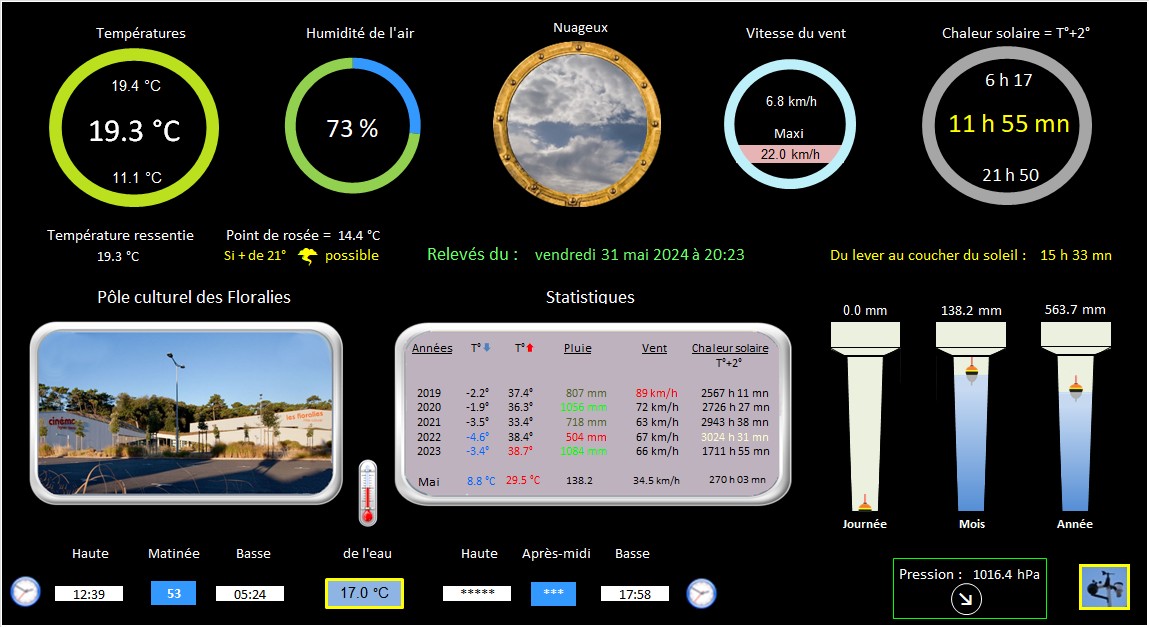 Températures
Humidité de l'air
Nuageux
Vitesse du vent
Chaleur solaire = T°+2°
19.4 °C
19.3 °C
11.1 °C
73 %
6.8 km/h
Maxi
22.0 km/h
6 h 17
11 h 55 mn
21 h 50
Température ressentie
19.3 °C
Point de rosée = 14.4 °C
Si + de 21° possible
Relevés du : vendredi 31 mai 2024 à 20:23
Du lever au coucher du soleil : 15 h 33 mn
Pôle culturel des Floralies
Statistiques
0.0 mm
138.2 mm
563.7 mm
cinémc
les floralies
Années T° T° Pluie Vent Chaleur solaire
T°+2°
2019 -2.2° 37.4° 807 mm 89 km/h 2567 h 11 mn
2020 -1.9° 36.3° 1056 mm 72 km/h 2726 h 27 mn
2021 -3.5° 33.4° 718 mm 63 km/h 2943 h 38 mn
2022 -4.6° 38.4° 504 mm 67 km/h 3024 h 31 mn
2023 -3.4° 38.7° 1084 mm 66 km/h 1711 h 55 mn
Mai 8.8 °C 29.5 °C 138.2 34.5 km/h 270 h 03 mn
Journée
Mois
Année
Haute Matinée Basse de l'eau Haute Après-midi Basse
12:39 53 05:24 17.0 °C ***** *** 17:58
Pression : 1016.4 hPa